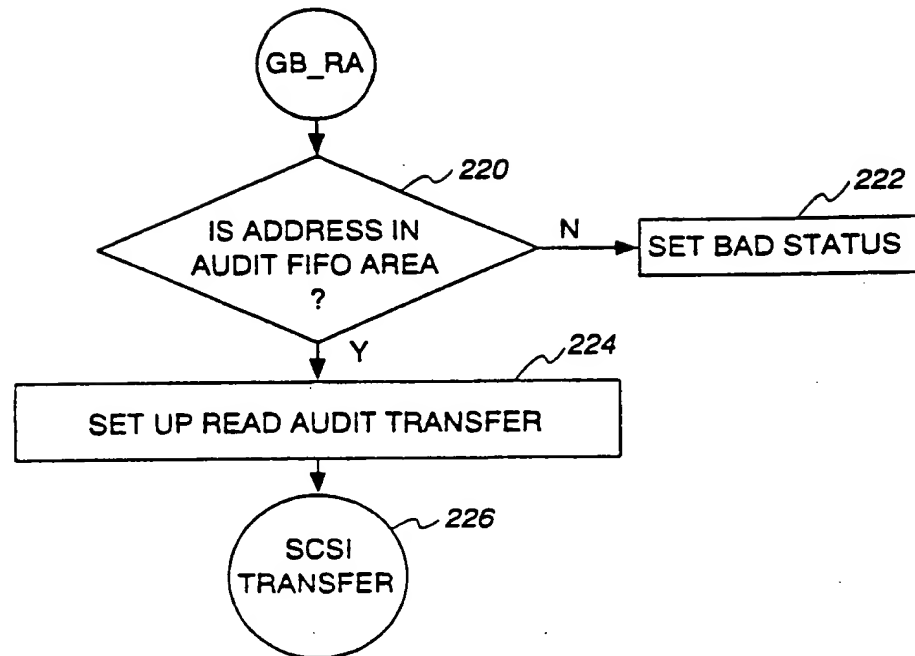 GB_RA
220
IS ADDRESS IN
AUDIT FIFO AREA
?
N
222
SET BAD STATUS
Y
224
SET UP READ AUDIT TRANSFER
226
SCSI
TRANSFER